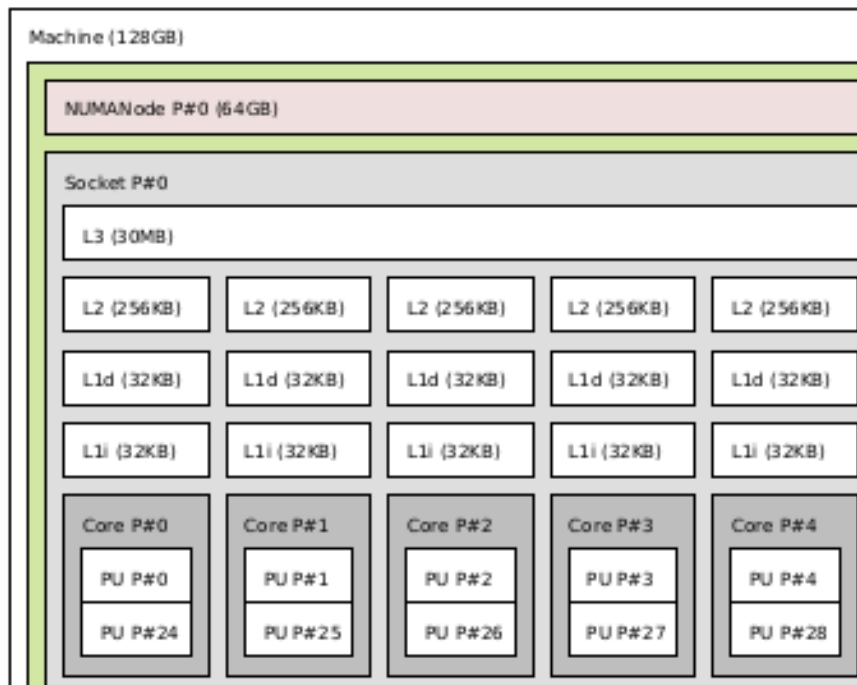 Machine (128GB)
NUMANode P#0 (64GB)
Socket P#0
L3 (30MB)
L2 (256KB) L2 (256KB) L2 (256KB) L2 (256KB) L2 (256KB)
L1d (32KB) L1d (32KB) L1d (32KB) L1d (32KB) L1d (32KB)
L1i (32KB) L1i (32KB) L1i (32KB) L1i (32KB) L1i (32KB)
Core P#0 Core P#1 Core P#2 Core P#3 Core P#4
PU P#0 PU P#1 PU P#2 PU P#3 PU P#4
PU P#24 PU P#25 PU P#26 PU P#27 PU P#28